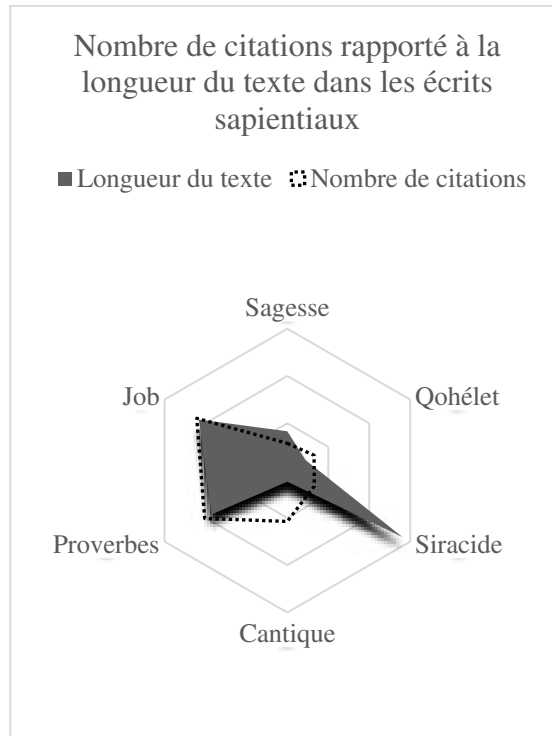 Nombre de citations rapporté à la
longueur du texte dans les écrits
sapientiaux
Longueur du texte Nombre de citations
Sagesse
Job Qohélet
Proverbes Siracide
Cantique